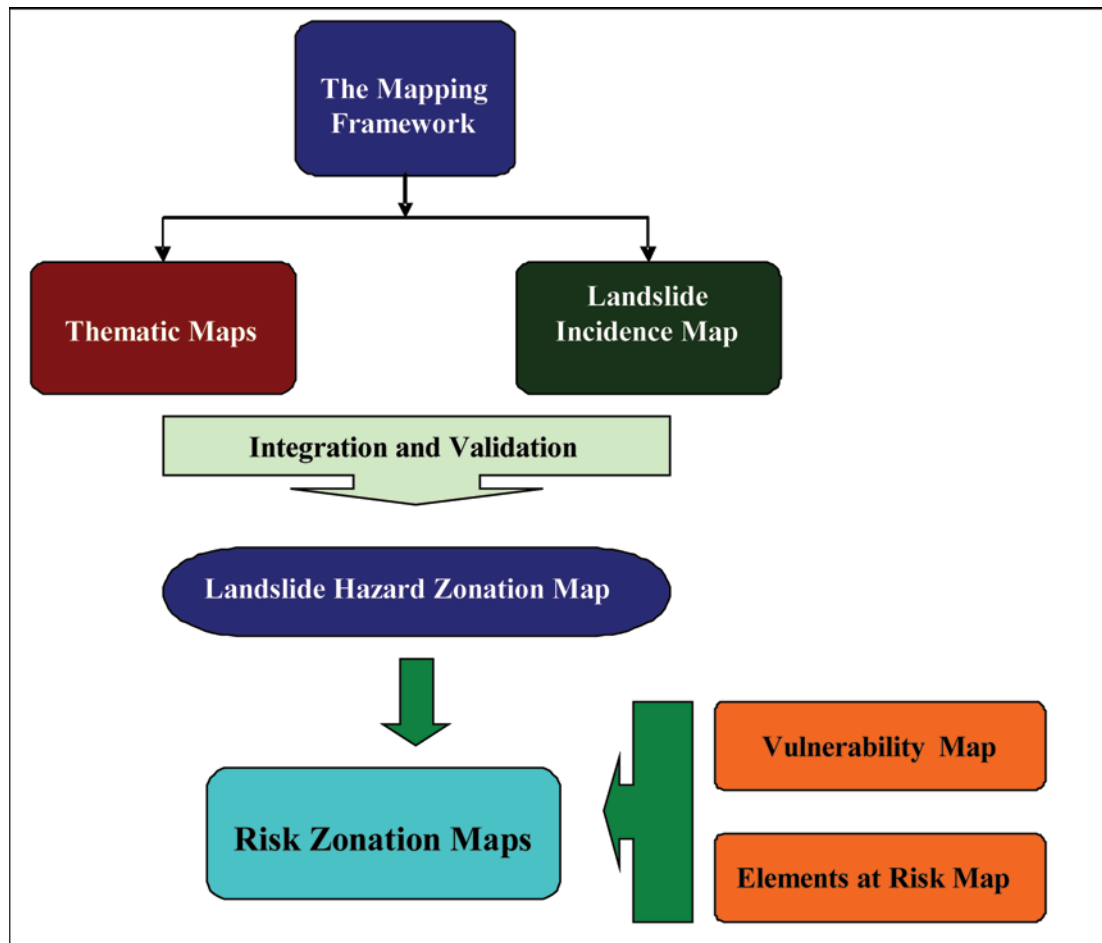 The Mapping
Framework
Thematic Maps
Landslide
Incidence Map
Integration and Validation
Landslide Hazard Zonation Map
Vulnerability Map
Risk Zonation Maps
Elements at Risk Map